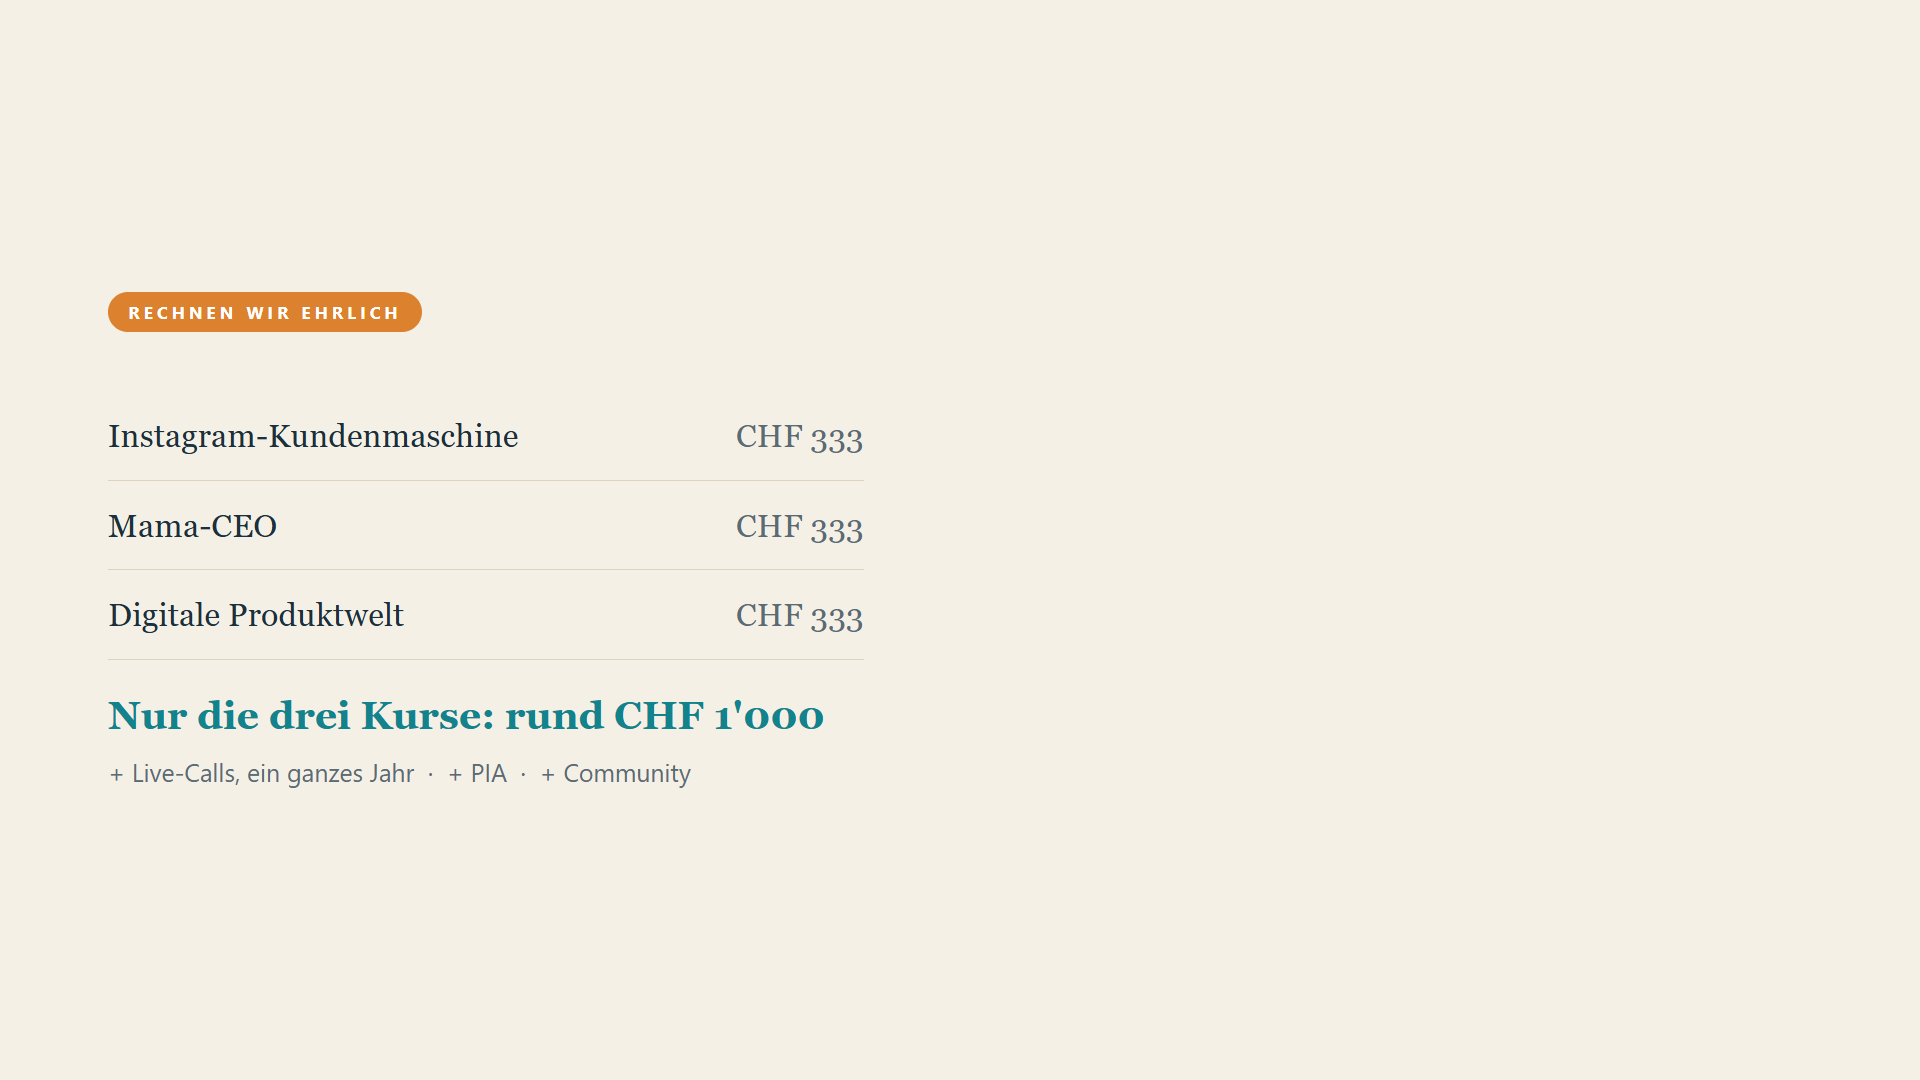 RECHNEN WIR EHRLICH
Instagram-Kundenmaschine CHF 333
Mama-CEO CHF 333
Digitale Produktwelt CHF 333
Nur die drei Kurse: rund CHF 1'000
+ Live-Calls, ein ganzes Jahr · + PIA · + Community